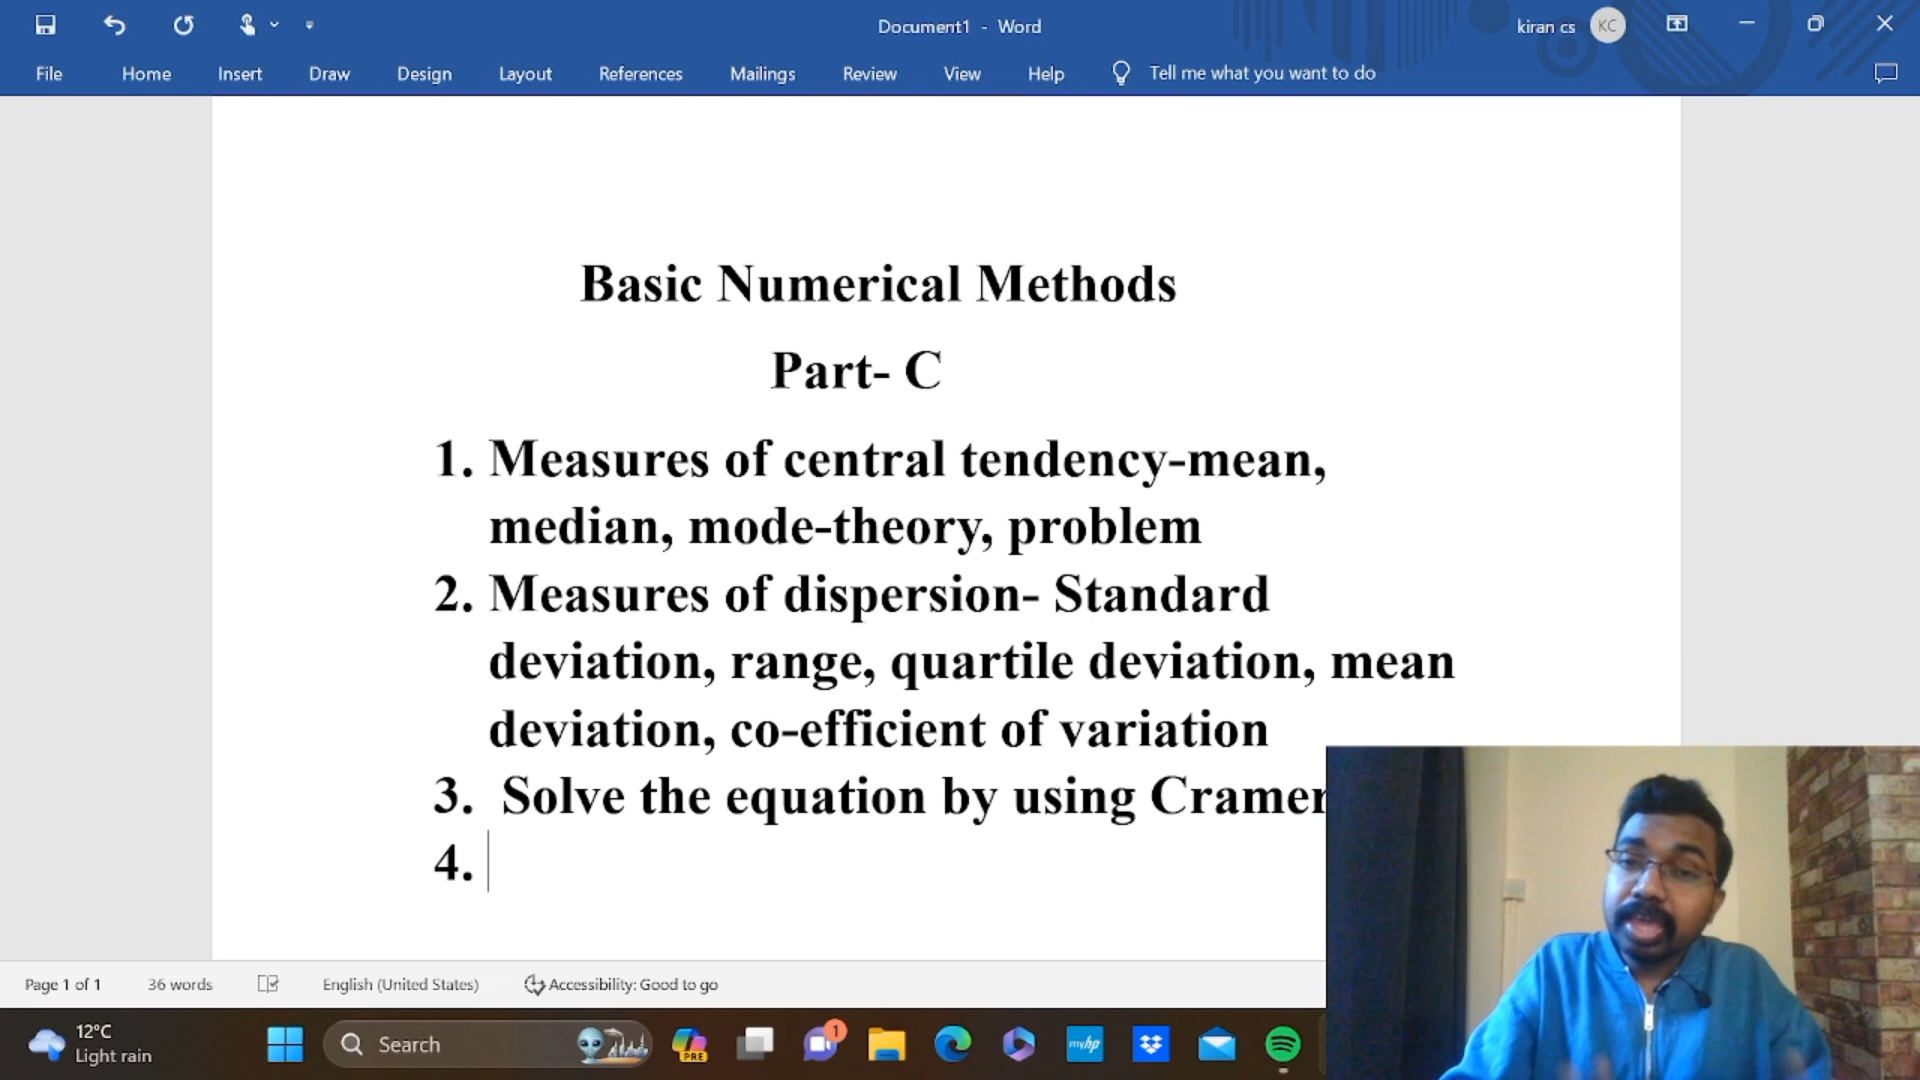 Document1 - Word
kiran cs
KC
File Home Insert Draw Design Layout References Mailings Review View Help Tell me what you want to do
Basic Numerical Methods
Part- C
1. Measures of central tendency-mean,
median, mode-theory, problem
2. Measures of dispersion- Standard
deviation, range, quartile deviation, mean
deviation, co-efficient of variation
3. Solve the equation by using Cramer
4.
Page 1 of 1 36 words English (United States) Accessibility: Good to go
12°C
Light rain
Search
PRE
1
myhp